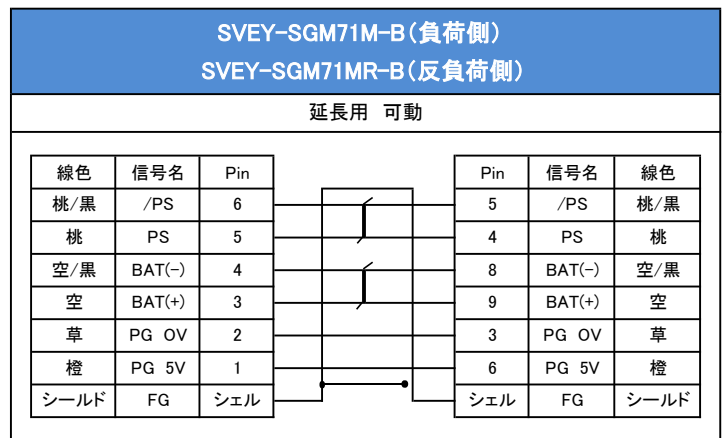 SVEY-SGM71M-B(負荷側)
SVEY-SGM71MR-B(反負荷側)
延長用 可動
線色 信号名 Pin Pin 信号名 線色
桃/黒 /PS 6 5 /PS 桃/黒
桃 PS 5 4 PS 桃
空/黒 BAT(-) 4 8 BAT(-) 空/黒
空 BAT(+) 3 9 BAT(+) 空
草 PG OV 2 3 PG OV 草
橙 PG 5V 1 6 PG 5V 橙
シールド FG シェル シェル FG シールド